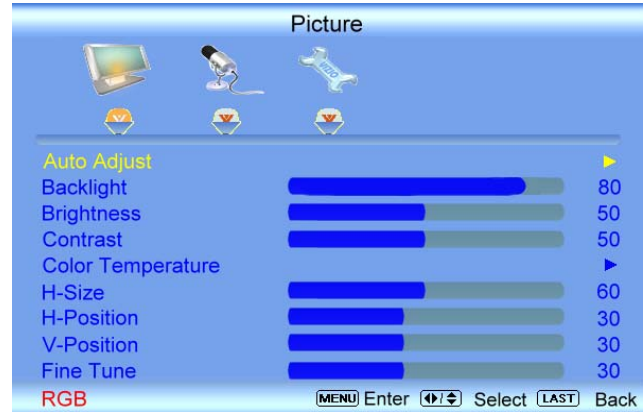 Picture
VIZIO
Auto Adjust
Backlight 80
Brightness 50
Contrast 50
Color Temperature
H-Size 60
H-Position 30
V-Position 30
Fine Tune 30
RGB MENU Enter Select LAST Back